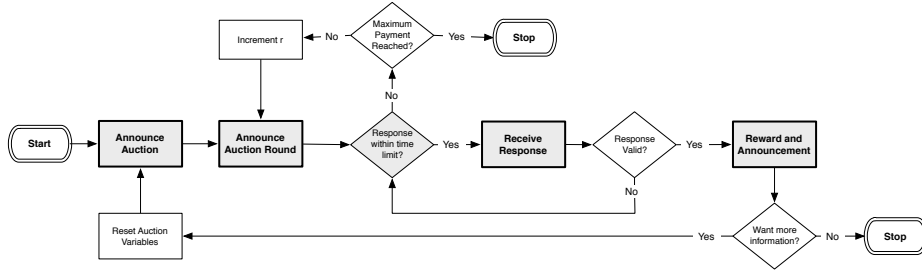 Increment r
No
Maximum
Payment
Reached?
Yes
Stop
No
Start
Announce
Auction
Announce
Auction Round
Response
within time
limit?
Yes
Receive
Response
Response
Valid?
Yes
Reward and
Announcement
No
Reset Auction
Variables
Yes
Want more
information?
No
Stop